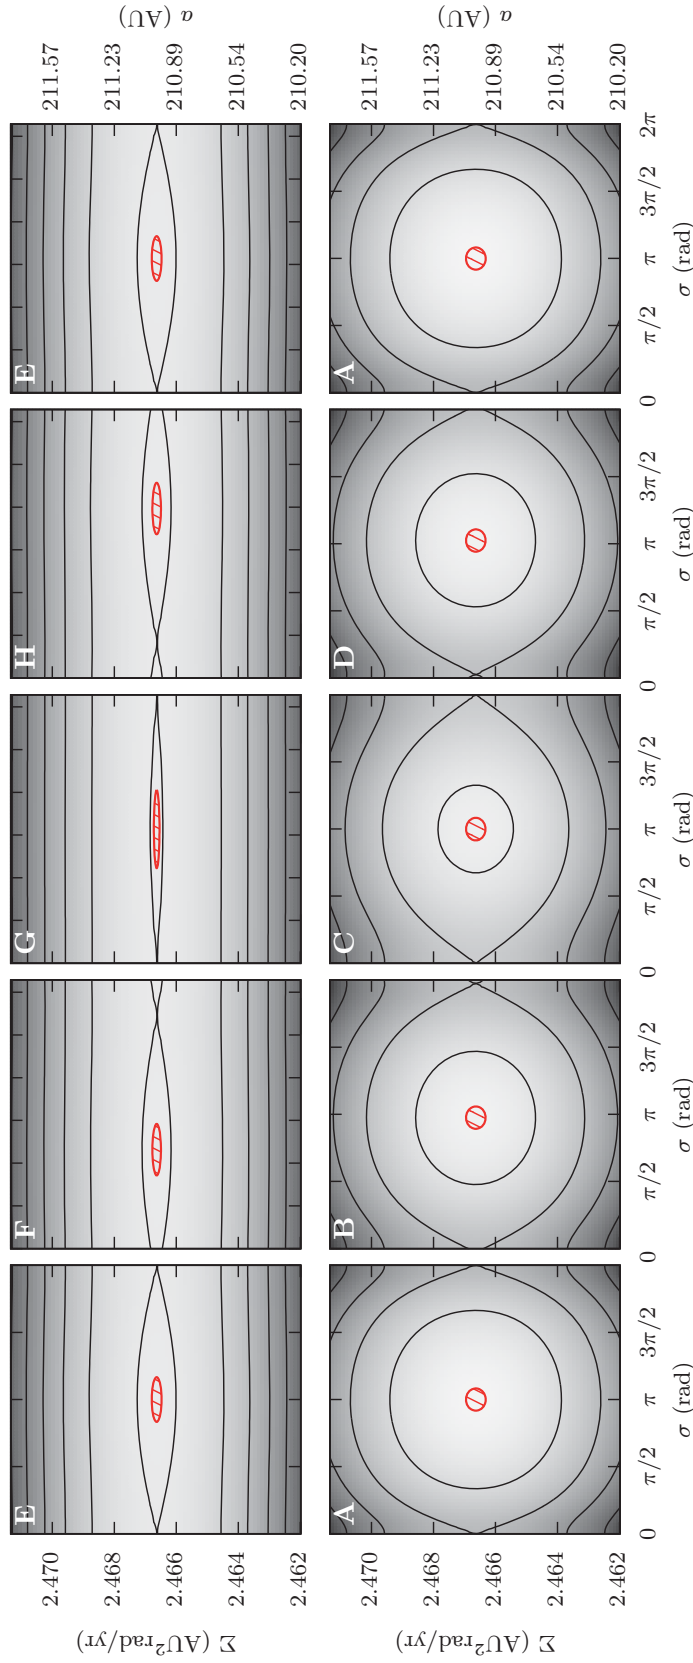 Σ (AU²rad/yr)
2.470
2.468
2.466
2.464
2.462
E
F
G
H
E
a (AU)
211.57
211.23
210.89
210.54
210.20
Σ (AU²rad/yr)
2.470
2.468
2.466
2.464
2.462
A
B
C
D
A
a (AU)
211.57
211.23
210.89
210.54
210.20
0 π/2 π 3π/2
0 π/2 π 3π/2
0 π/2 π 3π/2
0 π/2 π 3π/2
0 π/2 π 3π/2 2π
σ (rad)
σ (rad)
σ (rad)
σ (rad)
σ (rad)